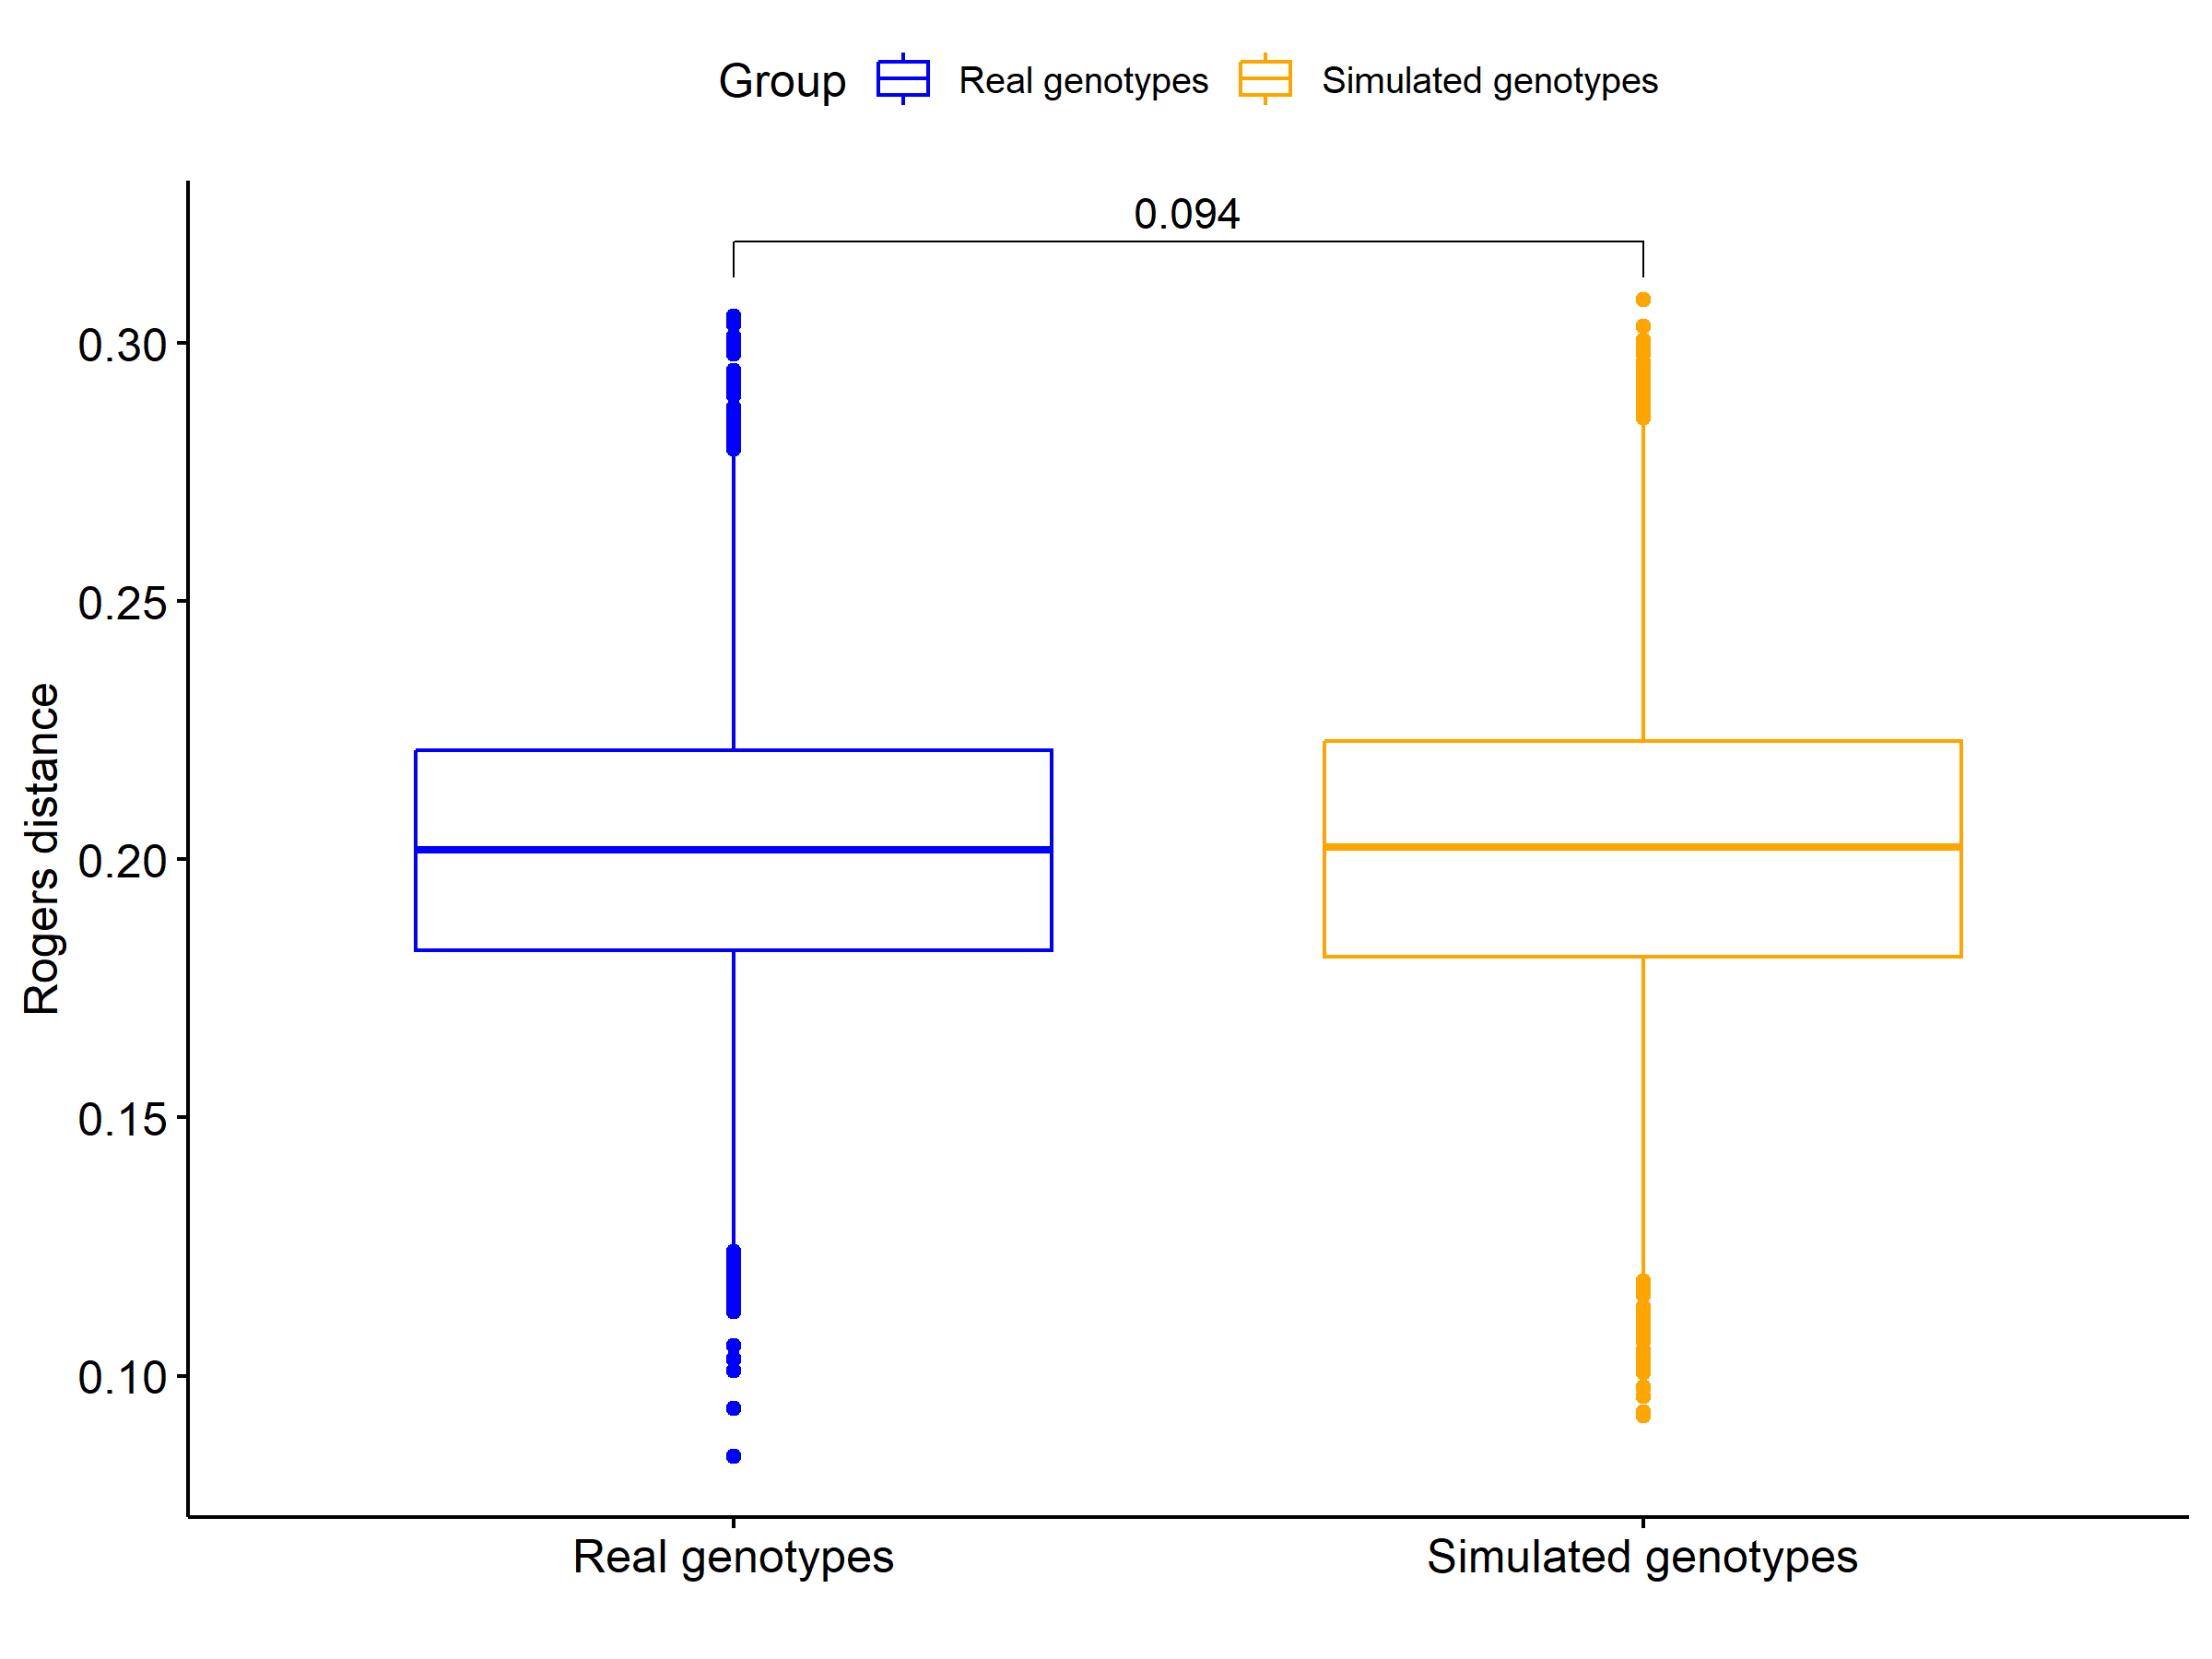 Group Real genotypes Simulated genotypes
0.094
0.30
0.25
0.20
0.15
0.10
Rogers distance
Real genotypes Simulated genotypes